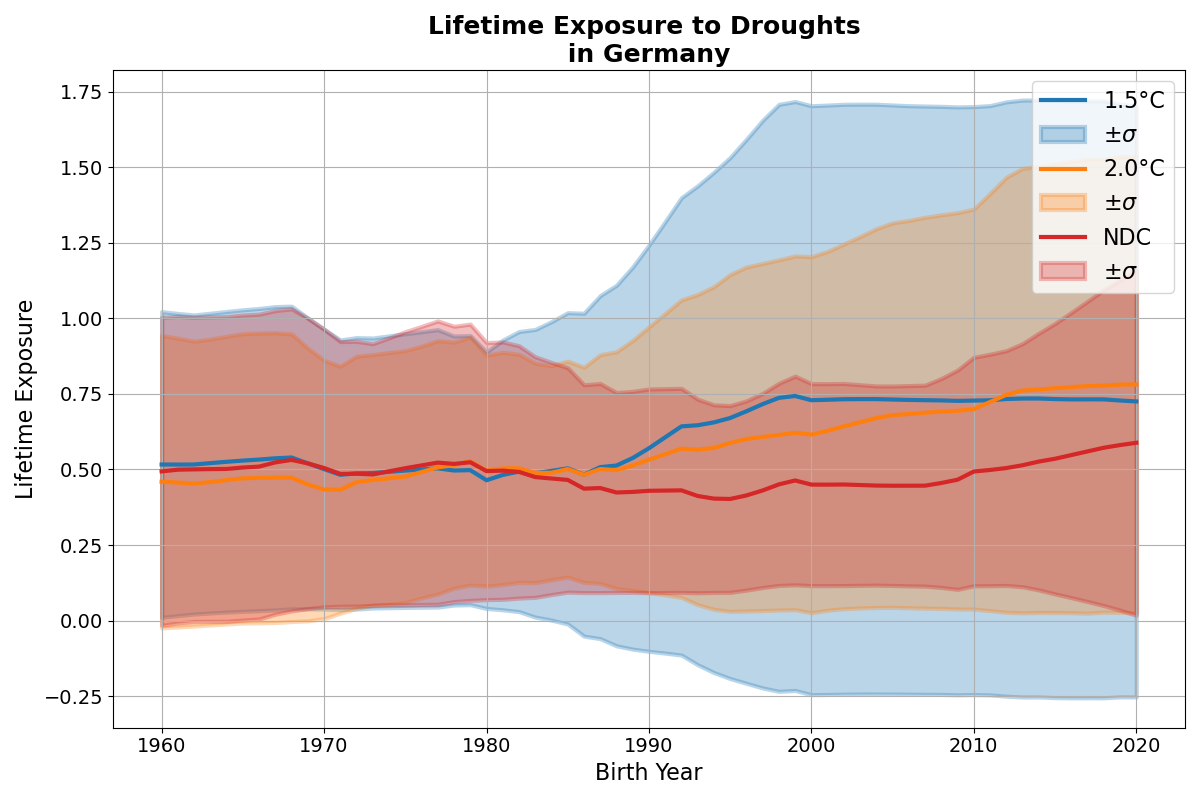 Lifetime Exposure to Droughts
in Germany
Lifetime Exposure
1.75
1.50
1.25
1.00
0.75
0.50
0.25
0.00
−0.25
1.5°C
±σ
2.0°C
±σ
NDC
±σ
1960
1970
1980
1990
2000
2010
2020
Birth Year